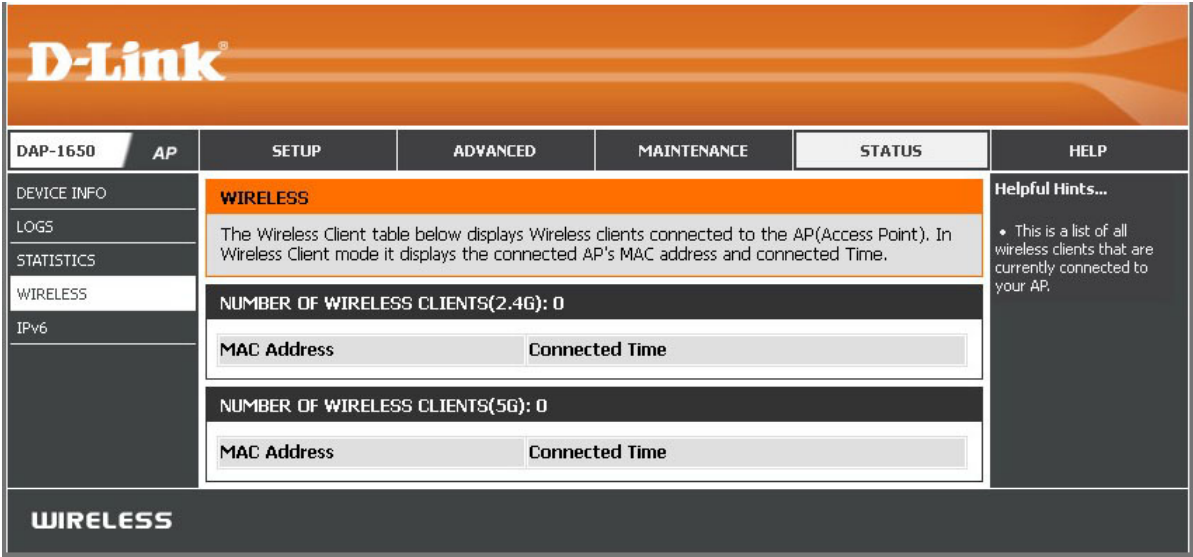 D-Link®
DAP-1650 AP SETUP ADVANCED MAINTENANCE STATUS HELP
DEVICE INFO
LOGS
STATISTICS
WIRELESS
IPv6
WIRELESS
The Wireless Client table below displays Wireless clients connected to the AP(Access Point). In
Wireless Client mode it displays the connected AP's MAC address and connected Time.
NUMBER OF WIRELESS CLIENTS(2.4G): 0
MAC Address Connected Time
NUMBER OF WIRELESS CLIENTS(5G): 0
MAC Address Connected Time
Helpful Hints...
• This is a list of all
wireless clients that are
currently connected to
your AP.
WIRELESS